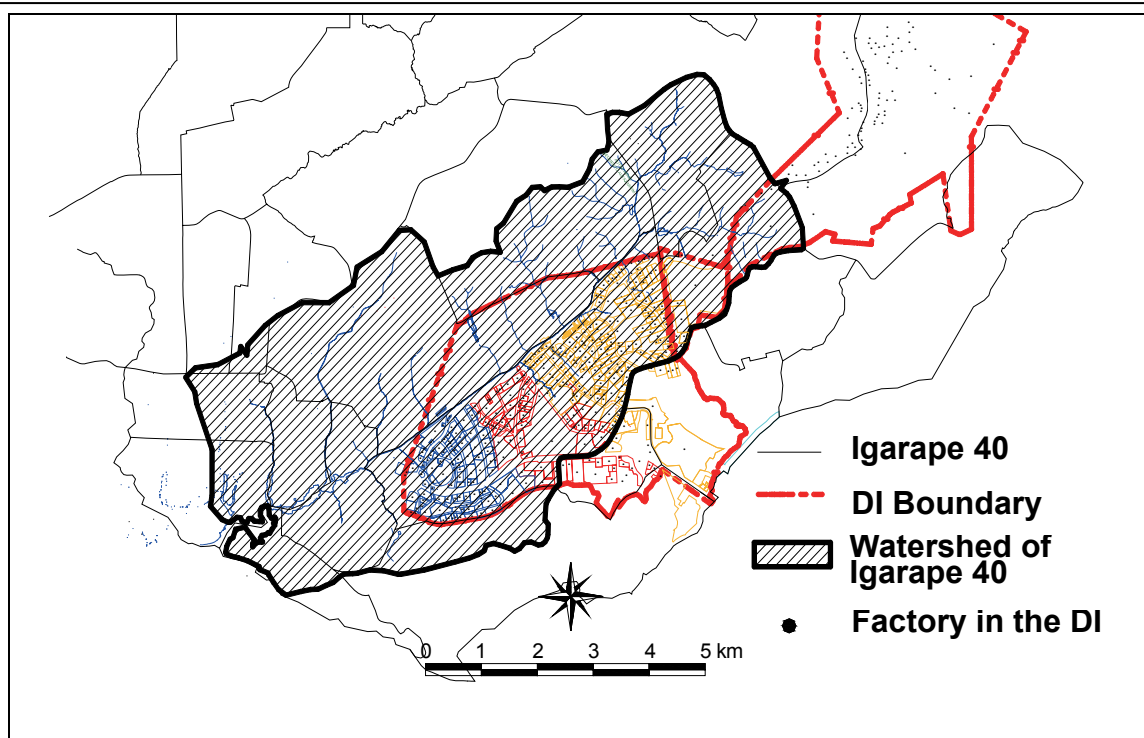 Igarape 40
DI Boundary
Watershed of
Igarape 40
Factory in the DI
0 1 2 3 4 5 km